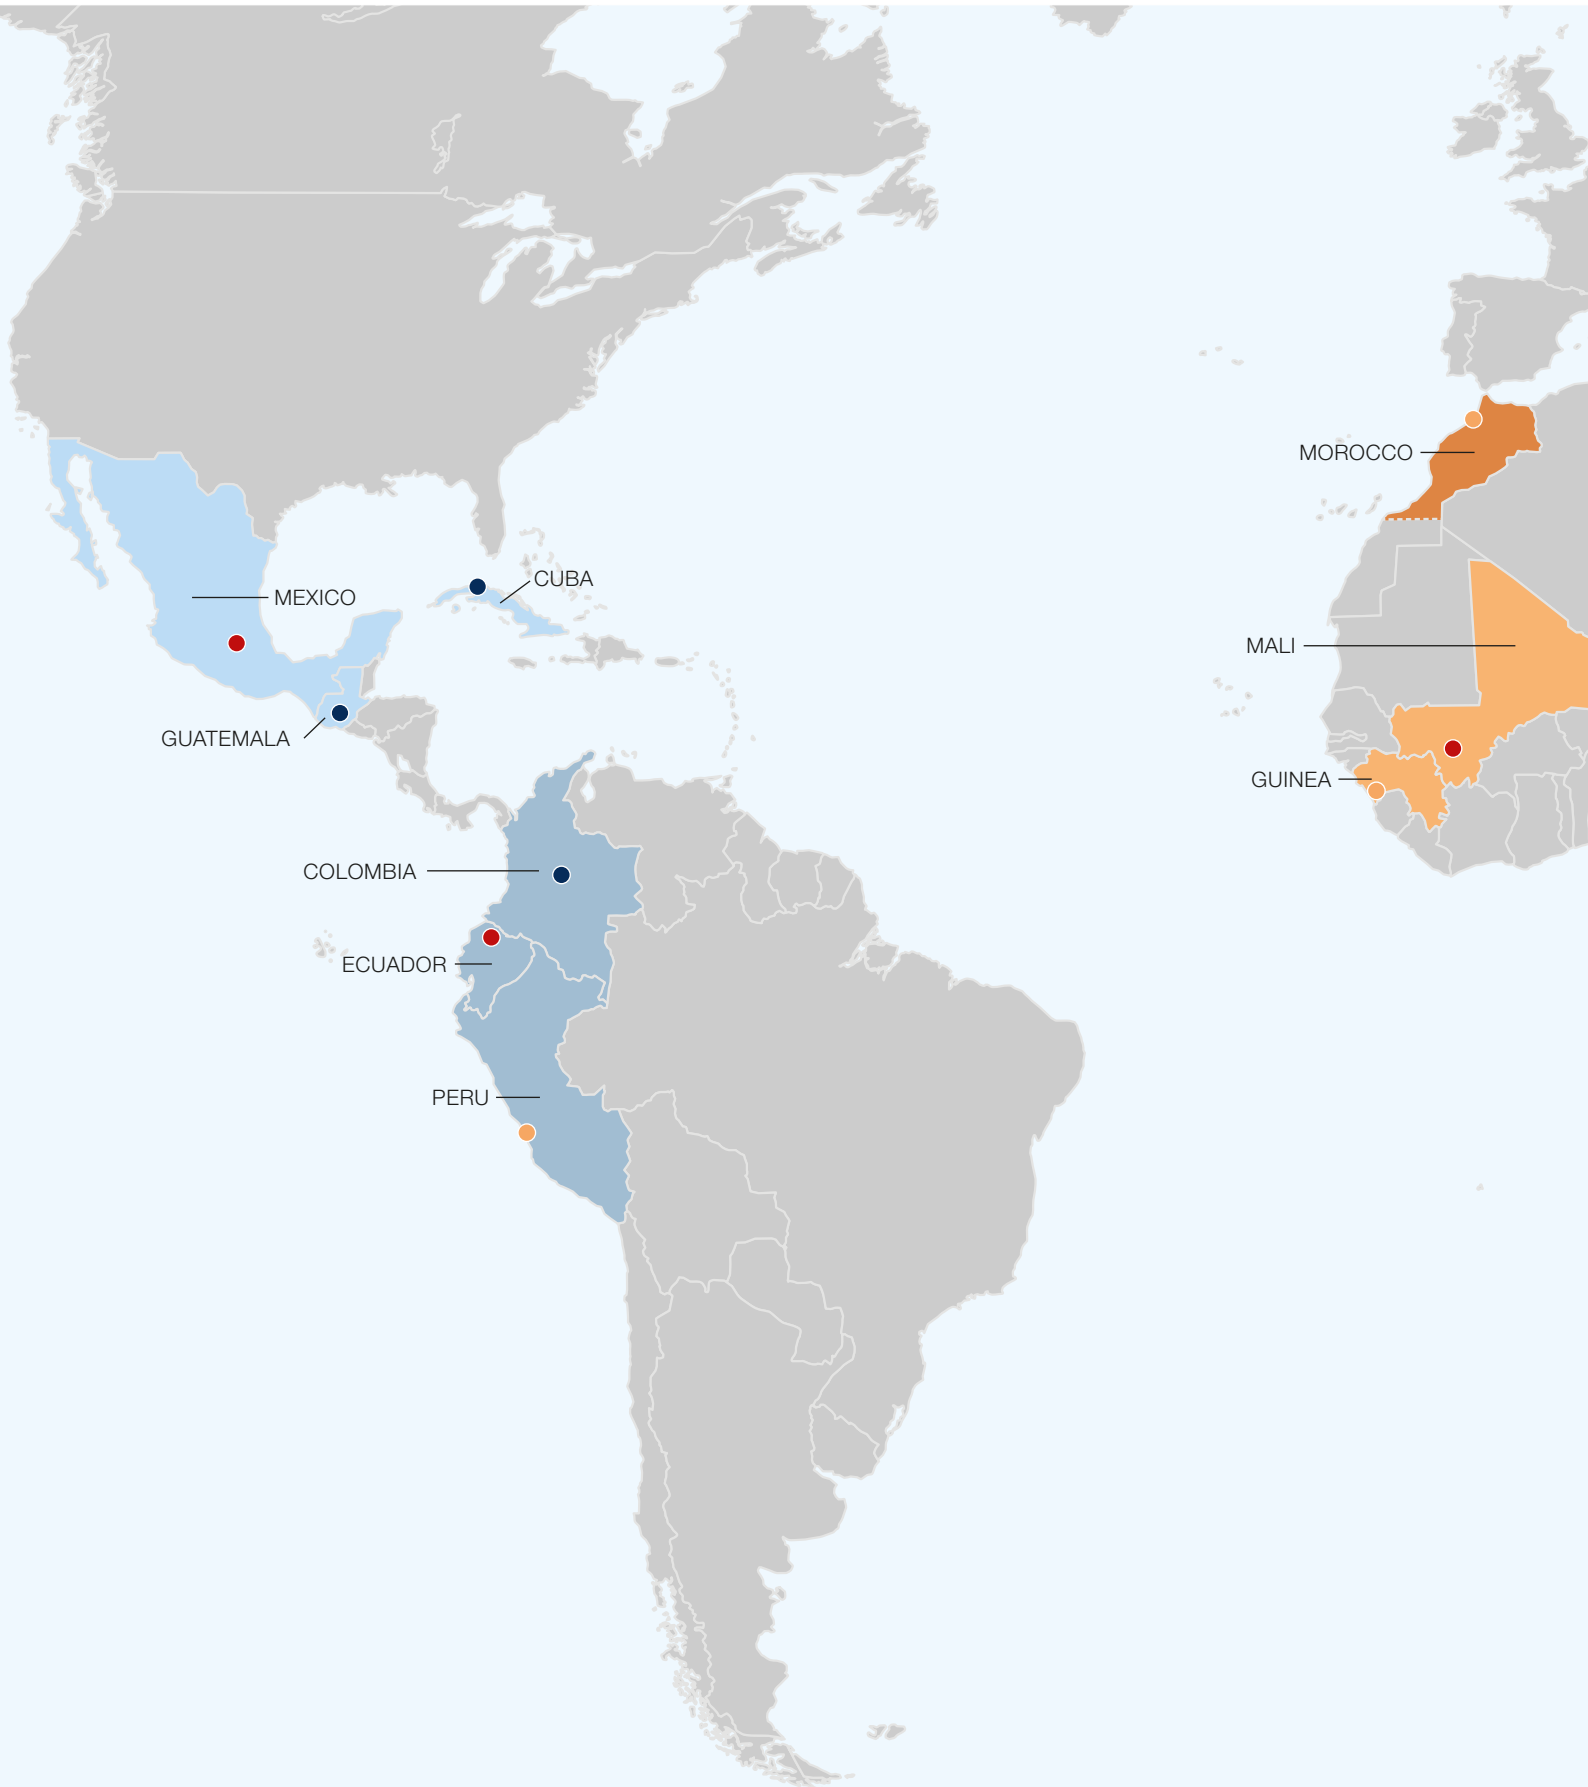 MOROCCO
CUBA
MEXICO
MALI
GUATEMALA
GUINEA
COLOMBIA
ECUADOR
PERU